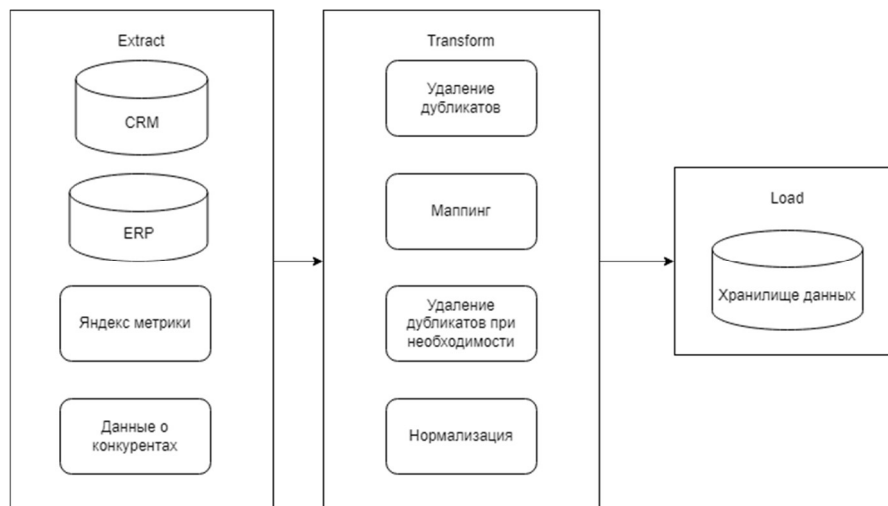 Extract
CRM
ERP
Яндекс метрики
Данные о
конкурентах
Transform
Удаление
дубликатов
Маппинг
Удаление
дубликатов при
необходимости
Нормализация
Load
Хранилище данных